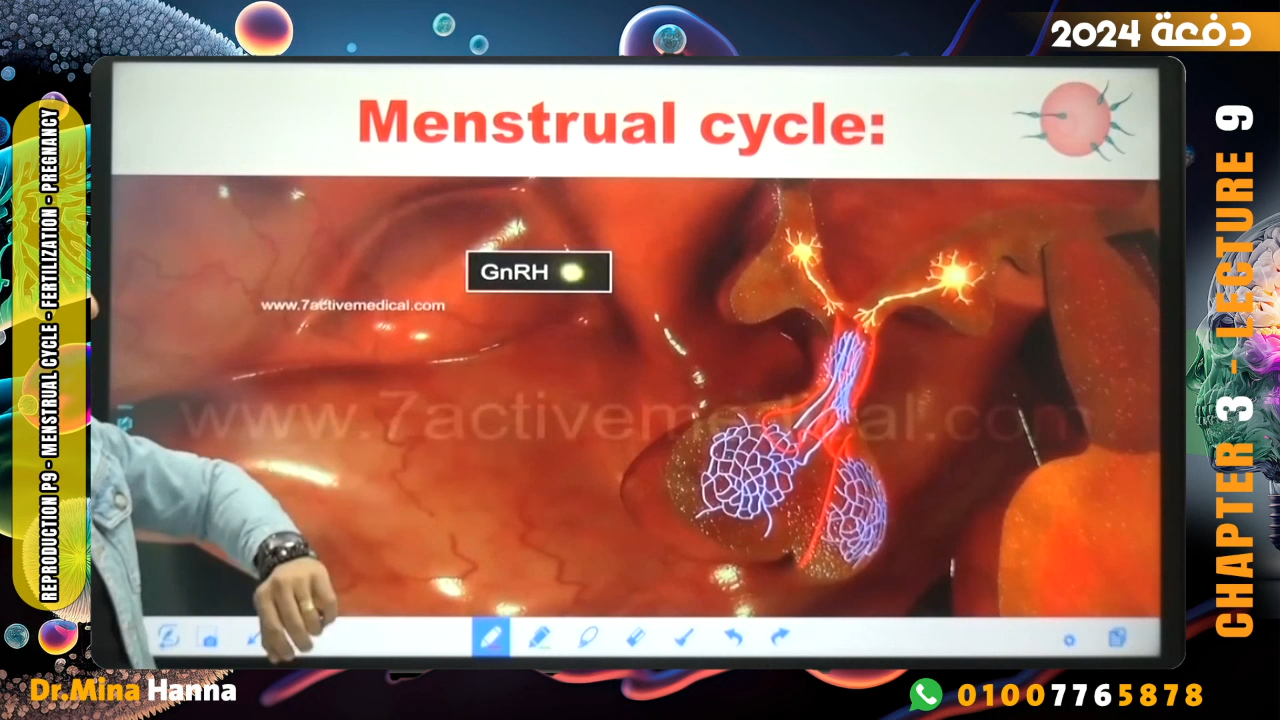 دفعة 2024
Menstrual cycle:
GnRH
www.7activemedical.com
www.7activemedical.com
REPRODUCTION P9 - MENSTRUAL CYCLE - FERTILIZATION - PREGNANCY
CHAPTER 3 - LECTURE 9
Dr.Mina Hanna
01007765878